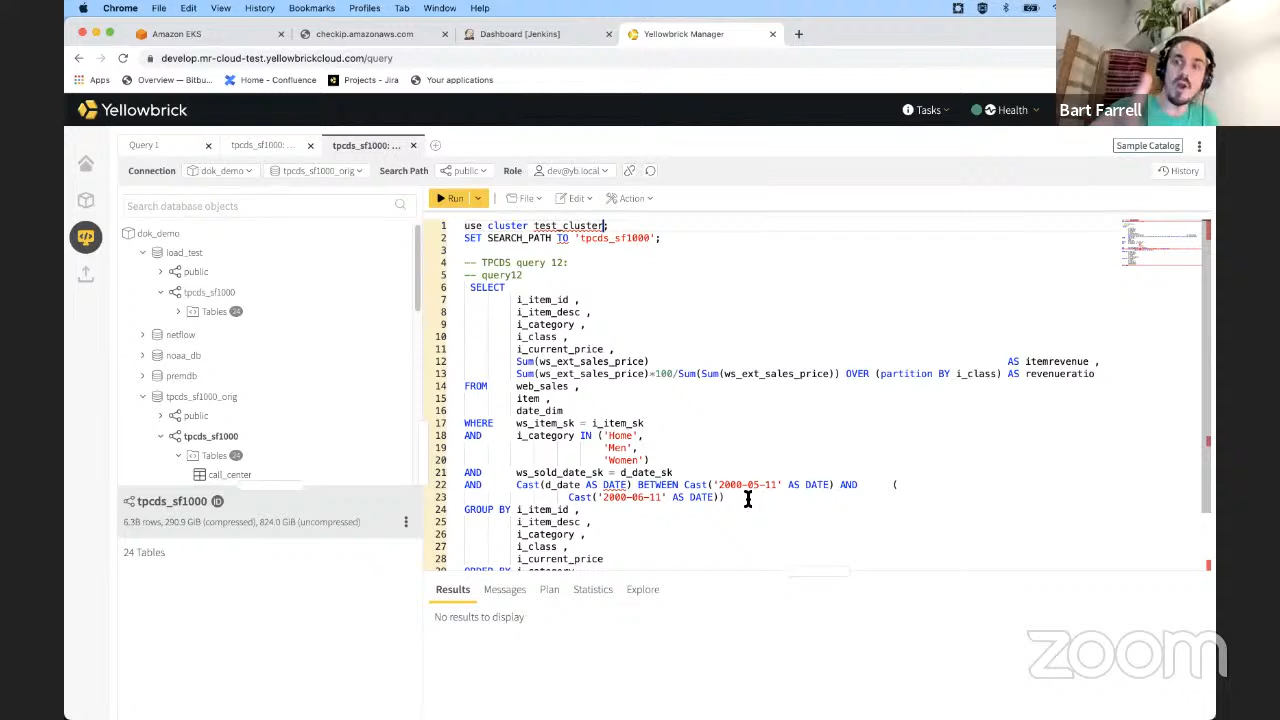 Chrome File Edit View History Bookmarks Profiles Tab Window Help
Amazon EKS checkip.amazonaws.com Dashboard [Jenkins] Yellowbrick Manager
develop.mr-cloud-test.yellowbrickcloud.com/query
Apps Overview — Bitbu... Home - Confluence Projects - Jira Your applications
Bart Farrell
Yellowbrick Tasks Health
Query 1 tpcds_sf1000: ... tpcds_sf1000: ... Sample Catalog
Connection dok_demo tpcds_sf1000_orig Search Path public Role dev@yb.local History
Search database objects Run File Edit Action
dok_demo
load_test
public
tpcds_sf1000
Tables 24
netflow
noaa_db
premdb
tpcds_sf1000_orig
public
tpcds_sf1000
Tables 24
call_center
tpcds_sf1000
6.3B rows, 290.9 GiB (compressed), 824.0 GiB (uncompressed)
24 Tables
1 use cluster test_cluster;
2 SET SEARCH_PATH TO 'tpcds_sf1000';
3
4 -- TPCDS query 12:
5 -- query12
6 SELECT
7 i_item_id ,
8 i_item_desc ,
9 i_category ,
10 i_class ,
11 i_current_price ,
12 Sum(ws_ext_sales_price) AS itemrevenue ,
13 Sum(ws_ext_sales_price)*100/Sum(Sum(ws_ext_sales_price)) OVER (partition BY i_class) AS revenueratio
14 FROM web_sales ,
15 item ,
16 date_dim
17 WHERE ws_item_sk = i_item_sk
18 AND i_category IN ('Home',
19 'Men',
20 'Women')
21 AND ws_sold_date_sk = d_date_sk
22 AND Cast(d_date AS DATE) BETWEEN Cast('2000-05-11' AS DATE) AND (
23 Cast('2000-06-11' AS DATE))
24 GROUP BY i_item_id ,
25 i_item_desc ,
26 i_category ,
27 i_class ,
28 i_current_price
29 ORDER BY i_category
Results Messages Plan Statistics Explore
No results to display
zoom